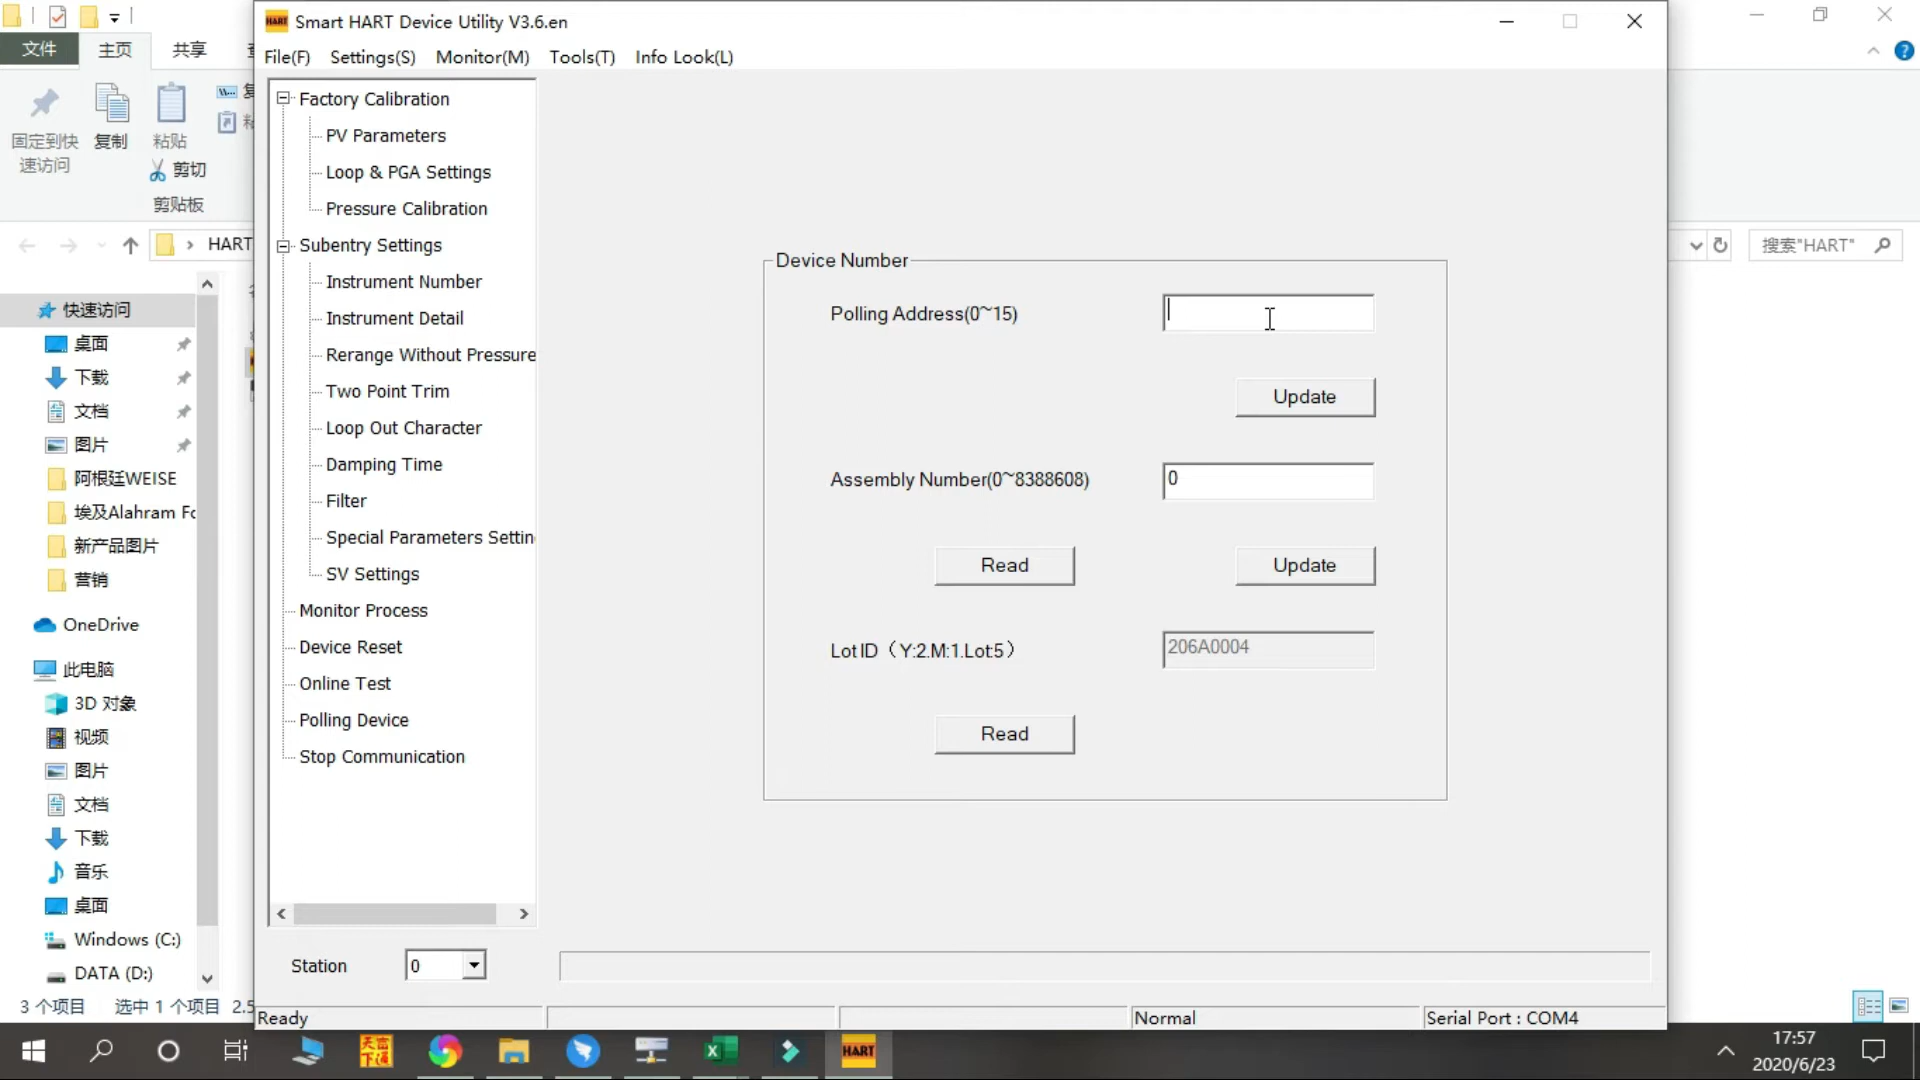 Smart HART Device Utility V3.6.en
File(F) Settings(S) Monitor(M) Tools(T) Info Look(L)
文件 主页 共享
固定到快速访问
复制
粘贴
剪切
剪贴板
HART
搜索"HART"
快速访问
桌面
下载
文档
图片
阿根廷WEISE
埃及Alahram Fo
新产品图片
营销
OneDrive
此电脑
3D 对象
视频
图片
文档
下载
音乐
桌面
Windows (C:)
DATA (D:)
3 个项目 选中 1 个项目 2.5
Factory Calibration
PV Parameters
Loop & PGA Settings
Pressure Calibration
Subentry Settings
Instrument Number
Instrument Detail
Rerange Without Pressure
Two Point Trim
Loop Out Character
Damping Time
Filter
Special Parameters Settin
SV Settings
Monitor Process
Device Reset
Online Test
Polling Device
Stop Communication
Station 0
Device Number
Polling Address(0~15)
Update
Assembly Number(0~8388608) 0
Read Update
Lot ID（Y:2.M:1.Lot:5） 206A0004
Read
Ready Normal Serial Port : COM4
天富下通
HART
17:57
2020/6/23